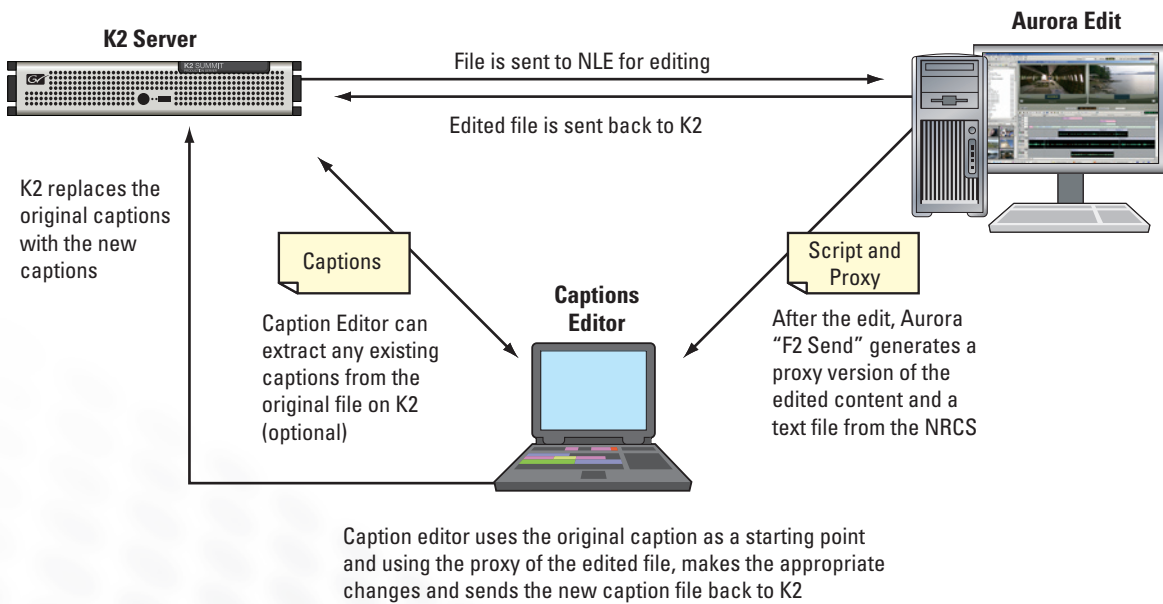 Aurora Edit
K2 Server
K2 SUMMIT
GV
File is sent to NLE for editing
Edited file is sent back to K2
K2 replaces the
original captions
with the new
captions
Captions
Caption Editor can
extract any existing
captions from the
original file on K2
(optional)
Captions
Editor
Script and
Proxy
After the edit, Aurora
“F2 Send” generates a
proxy version of the
edited content and a
text file from the NRCS
Caption editor uses the original caption as a starting point
and using the proxy of the edited file, makes the appropriate
changes and sends the new caption file back to K2